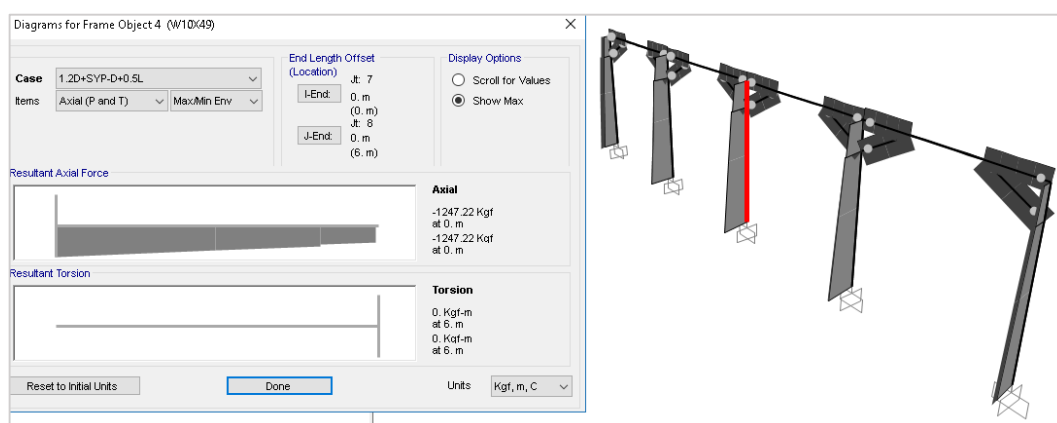 Diagrams for Frame Object 4 (W10X49)
Case
1.2D+SYP-D+0.5L
Items
Axial (P and T)
Max/Min Env
End Length Offset
(Location)
I-End:
Jt: 7
0. m
(0. m)
J-End:
Jt: 8
0. m
(6. m)
Display Options
Scroll for Values
Show Max
Resultant Axial Force
Axial
-1247.22 Kgf
at 0. m
-1247.22 Kgf
at 0. m
Resultant Torsion
Torsion
0. Kgf-m
at 6. m
0. Kgf-m
at 6. m
Reset to Initial Units
Done
Units
Kgf, m, C